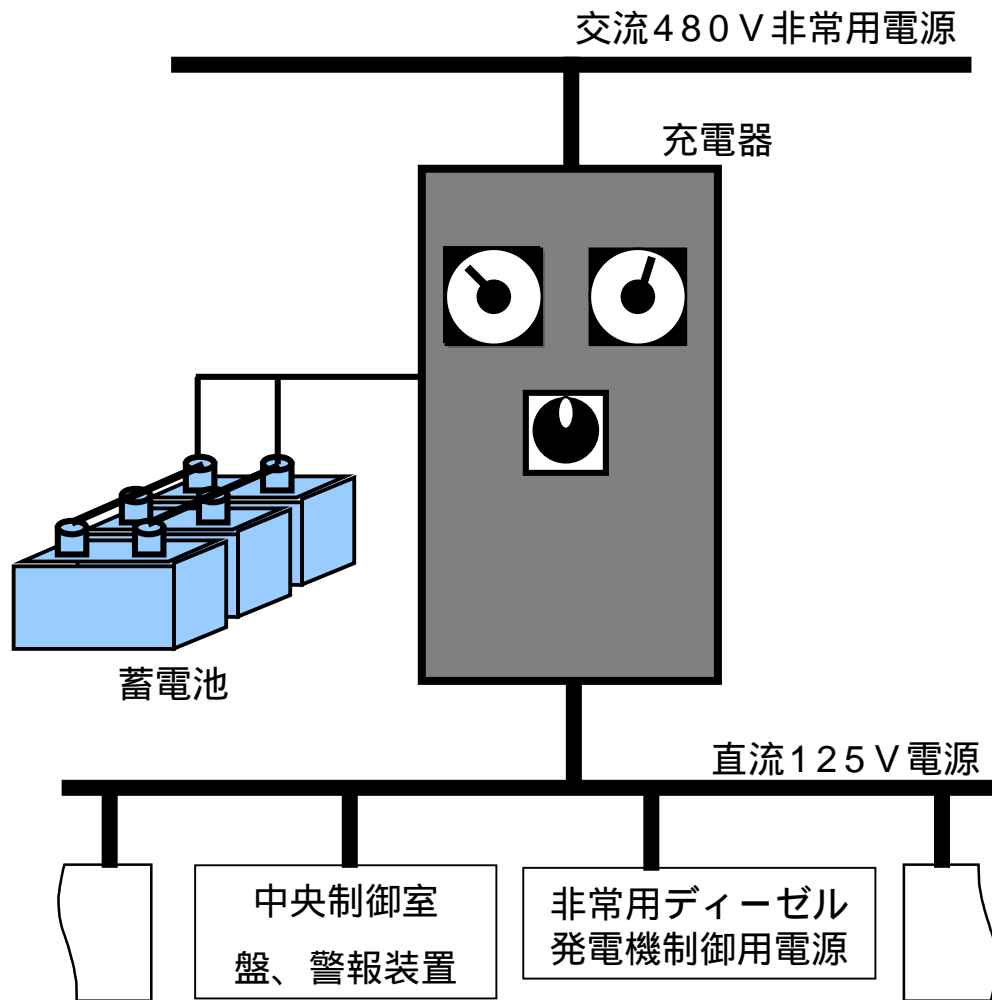 交流480V非常用電源
充電器
蓄電池
直流125V電源
中央制御室
盤、警報装置
非常用ディーゼル
発電機制御用電源